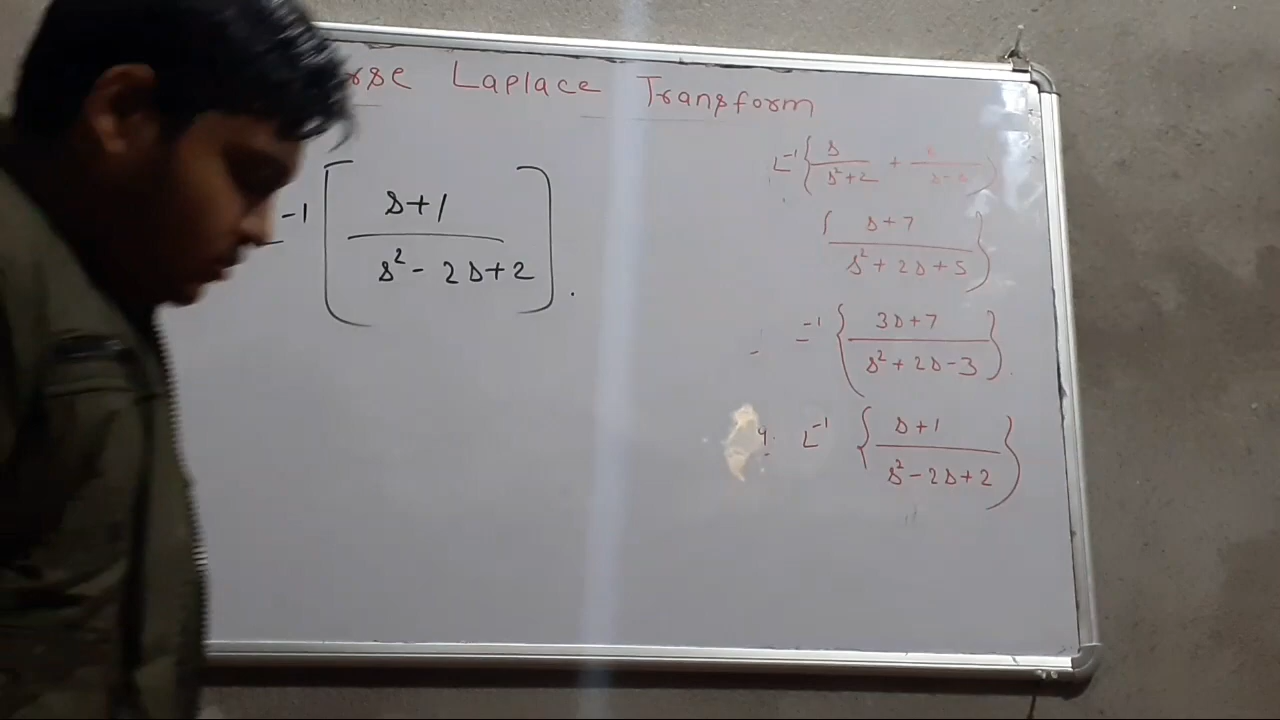 rse Laplace Transform
-1 [ s+1 / s² - 2s+2 ] .
L⁻¹ { s / s²+2 + / s- }
{ s+7 / s² + 2s+5 }
⁻¹ { 3s+7 / s² + 2s-3 } .
4. L⁻¹ { s+1 / s² - 2s+2 }